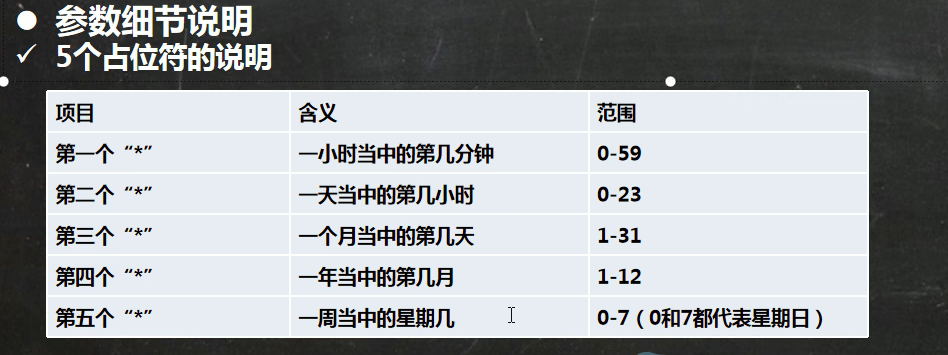 ● 参数细节说明
✓ 5个占位符的说明
项目 含义 范围
第一个“*” 一小时当中的第几分钟 0-59
第二个“*” 一天当中的第几小时 0-23
第三个“*” 一个月当中的第几天 1-31
第四个“*” 一年当中的第几月 1-12
第五个“*” 一周当中的星期几 0-7（0和7都代表星期日）